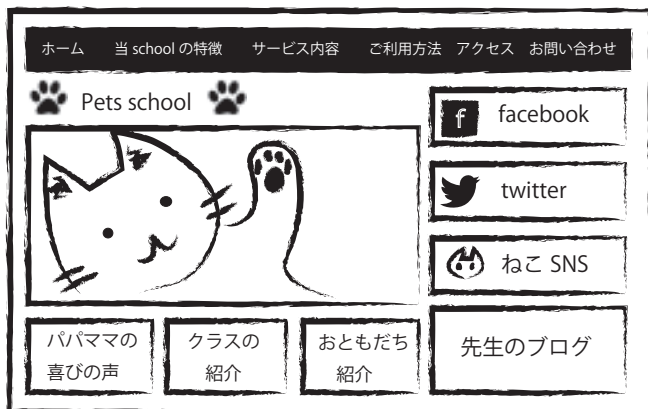 ホーム 当 school の特徴 サービス内容 ご利用方法 アクセス お問い合わせ
Pets school
facebook
twitter
ねこ SNS
パパママの
喜びの声
クラスの
紹介
おともだち
紹介
先生のブログ